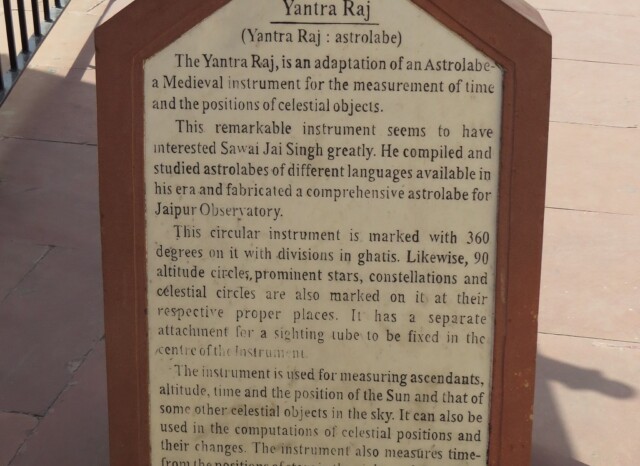 Yantra Raj
(Yantra Raj : astrolabe)
The Yantra Raj, is an adaptation of an Astrolabe-
a Medieval instrument for the measurement of time
and the positions of celestial objects.
This remarkable instrument seems to have
interested Sawai Jai Singh greatly. He compiled and
studied astrolabes of different languages available in
his era and fabricated a comprehensive astrolabe for
Jaipur Observatory.
This circular instrument is marked with 360
degrees on it with divisions in ghatis. Likewise, 90
altitude circles, prominent stars, constellations and
celestial circles are also marked on it at their
respective proper places. It has a separate
attachment for a sighting tube to be fixed in the
centre of the Instrument
The instrument is used for measuring ascendants,
altitude, time and the position of the Sun and that of
some other celestial objects in the sky. It can also be
used in the computations of celestial positions and
their changes. The instrument also measures time-
from the positions of